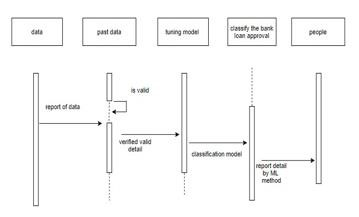 data
past data
tuning model
classify the bank
loan approval
people
is valid
report of data
verified valid
detail
classification model
report detail
by ML
method